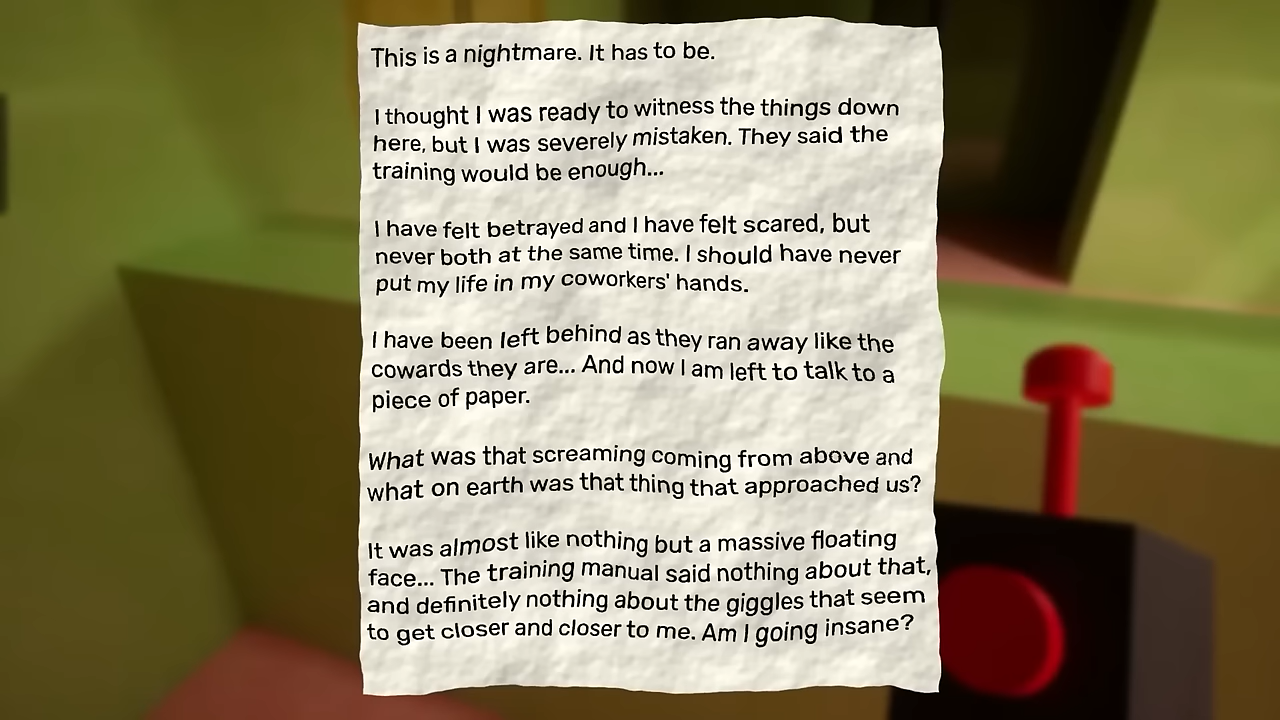 This is a nightmare. It has to be.
I thought I was ready to witness the things down
here, but I was severely mistaken. They said the
training would be enough...
I have felt betrayed and I have felt scared, but
never both at the same time. I should have never
put my life in my coworkers' hands.
I have been left behind as they ran away like the
cowards they are... And now I am left to talk to a
piece of paper.
What was that screaming coming from above and
what on earth was that thing that approached us?
It was almost like nothing but a massive floating
face... The training manual said nothing about that,
and definitely nothing about the giggles that seem
to get closer and closer to me. Am I going insane?